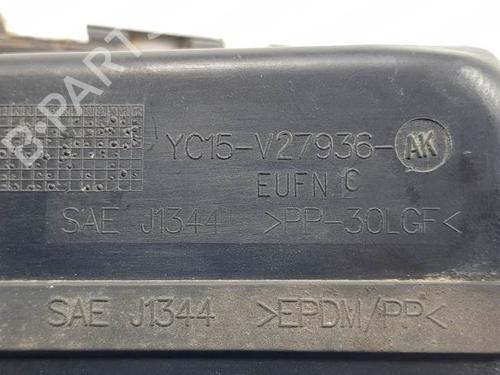 B-PARTS
YC15-V27936-AK
EUFN C
SAE J1344 >PP-30LGF<
SAE J1344 >EPDM/PP<